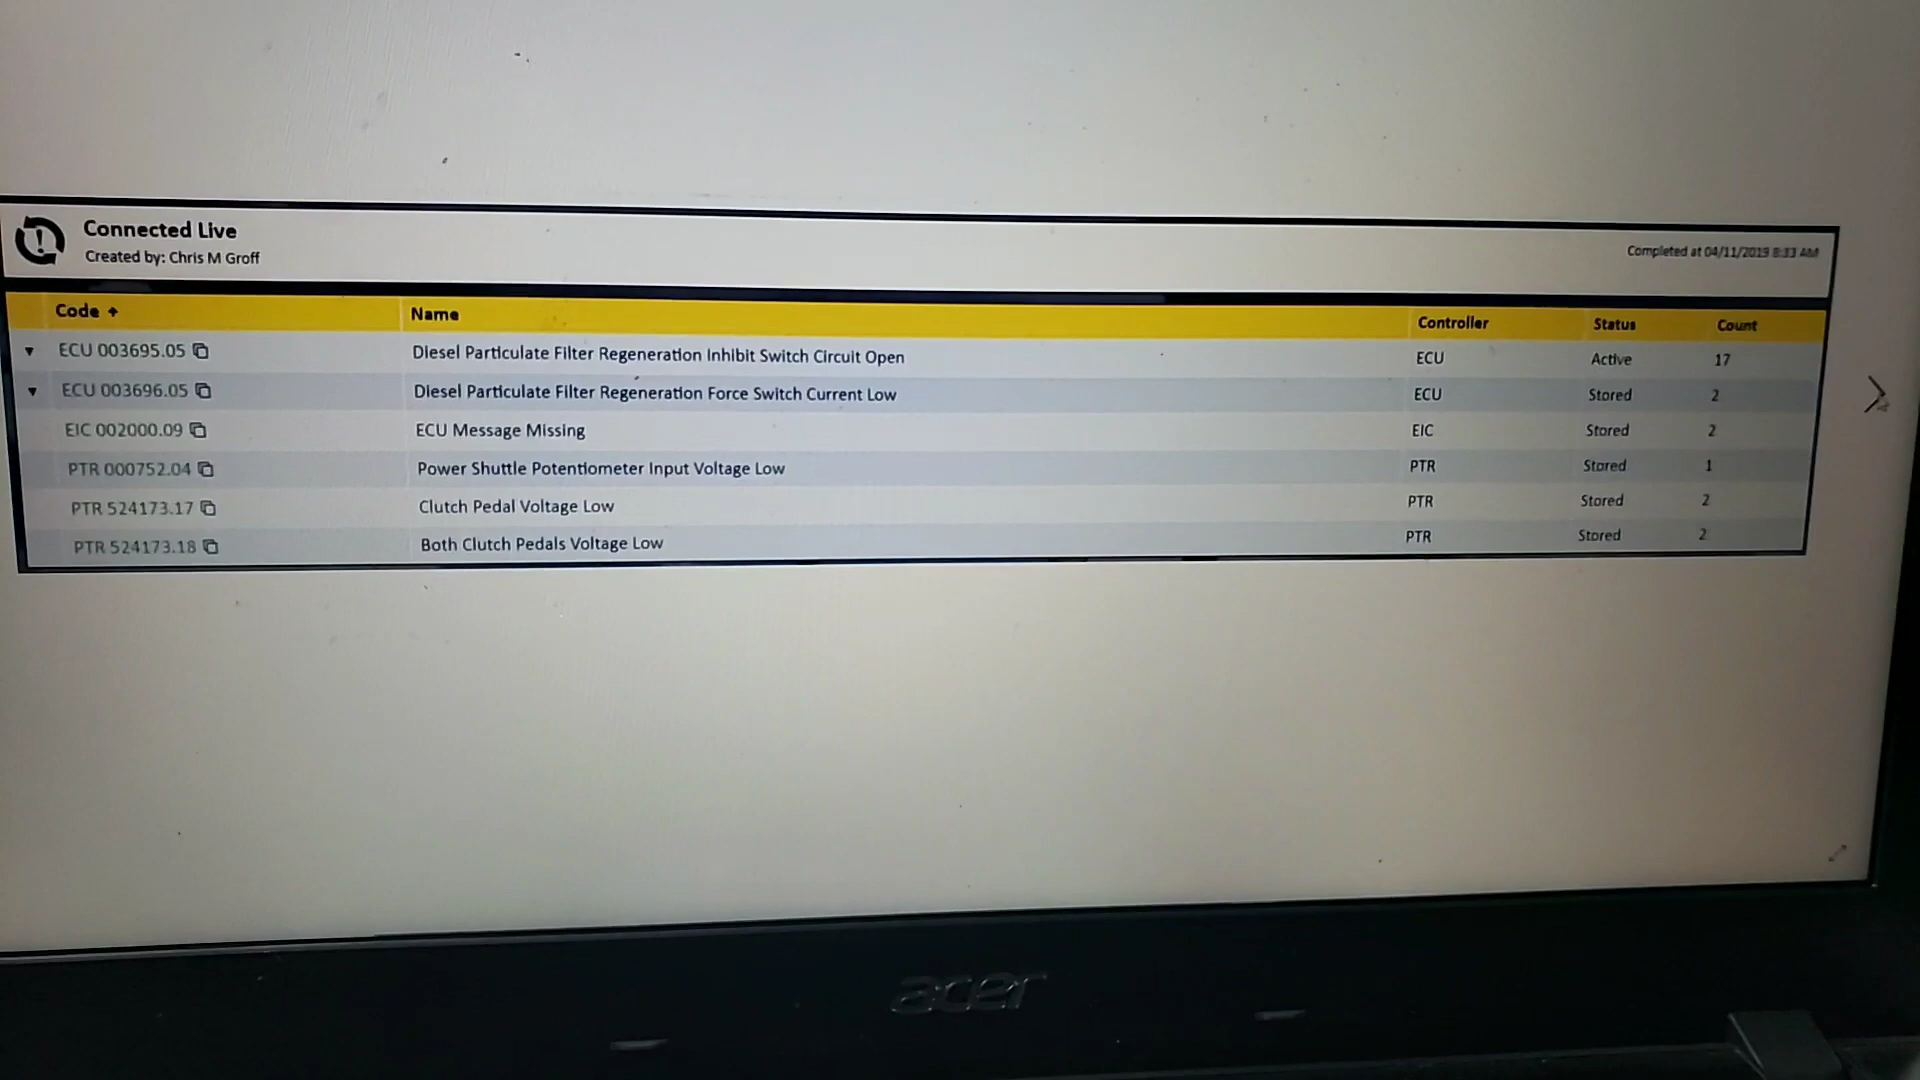 Connected Live
Created by: Chris M Groff
Completed at 04/11/2019 8:33 AM
Code Name Controller Status Count
ECU 003695.05 Diesel Particulate Filter Regeneration Inhibit Switch Circuit Open ECU Active 17
ECU 003696.05 Diesel Particulate Filter Regeneration Force Switch Current Low ECU Stored 2
EIC 002000.09 ECU Message Missing EIC Stored 2
PTR 000752.04 Power Shuttle Potentiometer Input Voltage Low PTR Stored 1
PTR 524173.17 Clutch Pedal Voltage Low PTR Stored 2
PTR 524173.18 Both Clutch Pedals Voltage Low PTR Stored 2
acer